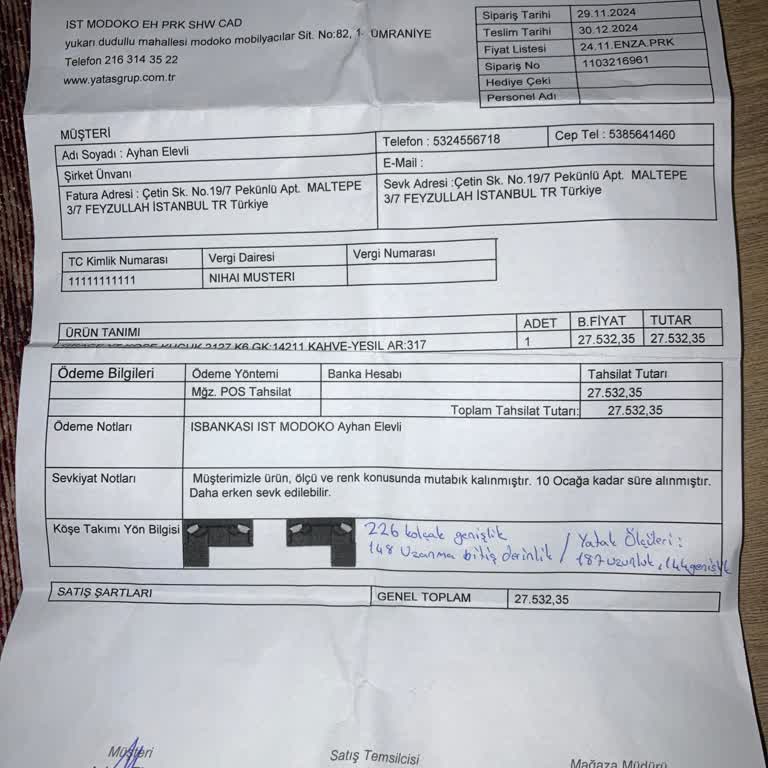 IST MODOKO EH PRK SHW CAD
yukarı dudullu mahallesi modoko mobilyacılar Sit. No:82, 1 ÜMRANİYE
Telefon 216 314 35 22
www.yatasgrup.com.tr
Sipariş Tarihi 29.11.2024
Teslim Tarihi 30.12.2024
Fiyat Listesi 24.11.ENZA.PRK
Sipariş No 1103216961
Hediye Çeki
Personel Adı
MÜŞTERİ
Adı Soyadı : Ayhan Elevli
Telefon : 5324556718
Cep Tel : 5385641460
Şirket Ünvanı
E-Mail :
Fatura Adresi : Çetin Sk. No.19/7 Pekünlü Apt. MALTEPE
3/7 FEYZULLAH İSTANBUL TR Türkiye
Sevk Adresi :Çetin Sk. No.19/7 Pekünlü Apt. MALTEPE
3/7 FEYZULLAH İSTANBUL TR Türkiye
TC Kimlik Numarası Vergi Dairesi Vergi Numarası
11111111111 NIHAI MUSTERI
ÜRÜN TANIMI ADET B.FİYAT TUTAR
KOSE KUCUK 2127 K6 GK:14211 KAHVE-YESIL AR:317 1 27.532,35 27.532,35
Ödeme Bilgileri Ödeme Yöntemi Banka Hesabı Tahsilat Tutarı
Mğz. POS Tahsilat 27.532,35
Toplam Tahsilat Tutarı: 27.532,35
Ödeme Notları ISBANKASI IST MODOKO Ayhan Elevli
Sevkiyat Notları Müşterimizle ürün, ölçü ve renk konusunda mutabık kalınmıştır. 10 Ocağa kadar süre alınmıştır.
Daha erken sevk edilebilir.
Köşe Takımı Yön Bilgisi
226 kolçak genişlik
148 Uzanma bitiş derinlik / Yatak Ölçüleri :
187 uzunluk, 144 genişlik
SATIŞ ŞARTLARI GENEL TOPLAM 27.532,35
Müşteri Satış Temsilcisi Mağaza Müdürü